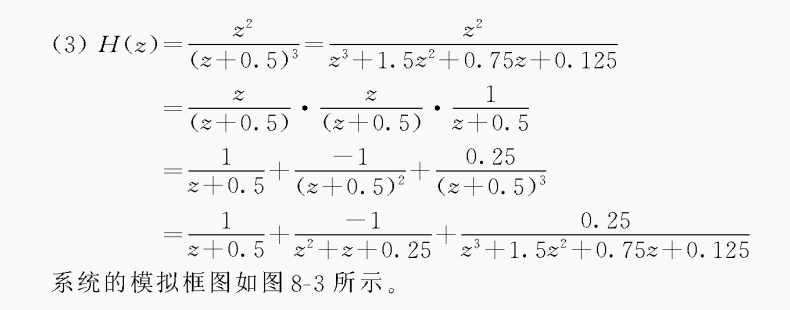 (3) H(z)=z²/(z+0.5)³=z²/(z³+1.5z²+0.75z+0.125)
=z/(z+0.5)·z/(z+0.5)·1/(z+0.5)
=1/(z+0.5)+(-1)/(z+0.5)²+0.25/(z+0.5)³
=1/(z+0.5)+(-1)/(z²+z+0.25)+0.25/(z³+1.5z²+0.75z+0.125)
系统的模拟框图如图8-3所示。